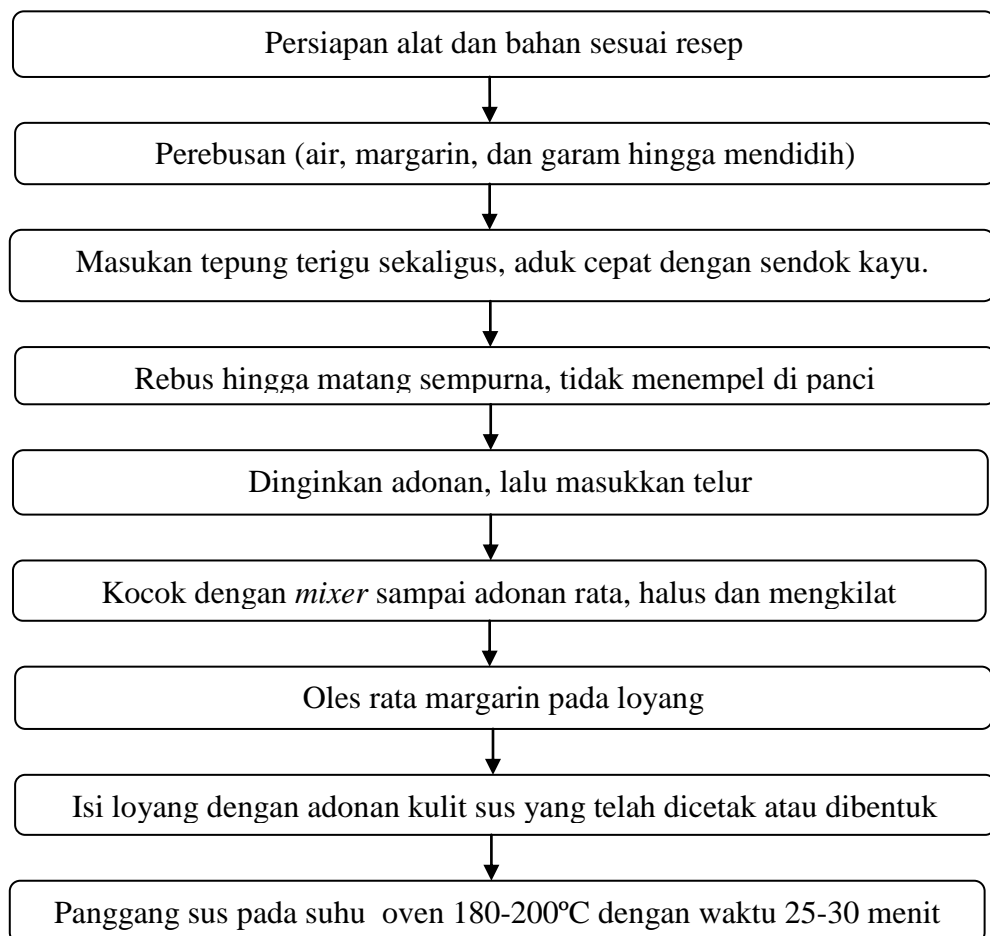 Persiapan alat dan bahan sesuai resep
Perebusan (air, margarin, dan garam hingga mendidih)
Masukan tepung terigu sekaligus, aduk cepat dengan sendok kayu.
Rebus hingga matang sempurna, tidak menempel di panci
Dinginkan adonan, lalu masukkan telur
Kocok dengan mixer sampai adonan rata, halus dan mengkilat
Oles rata margarin pada loyang
Isi loyang dengan adonan kulit sus yang telah dicetak atau dibentuk
Panggang sus pada suhu  oven 180-200ºC dengan waktu 25-30 menit